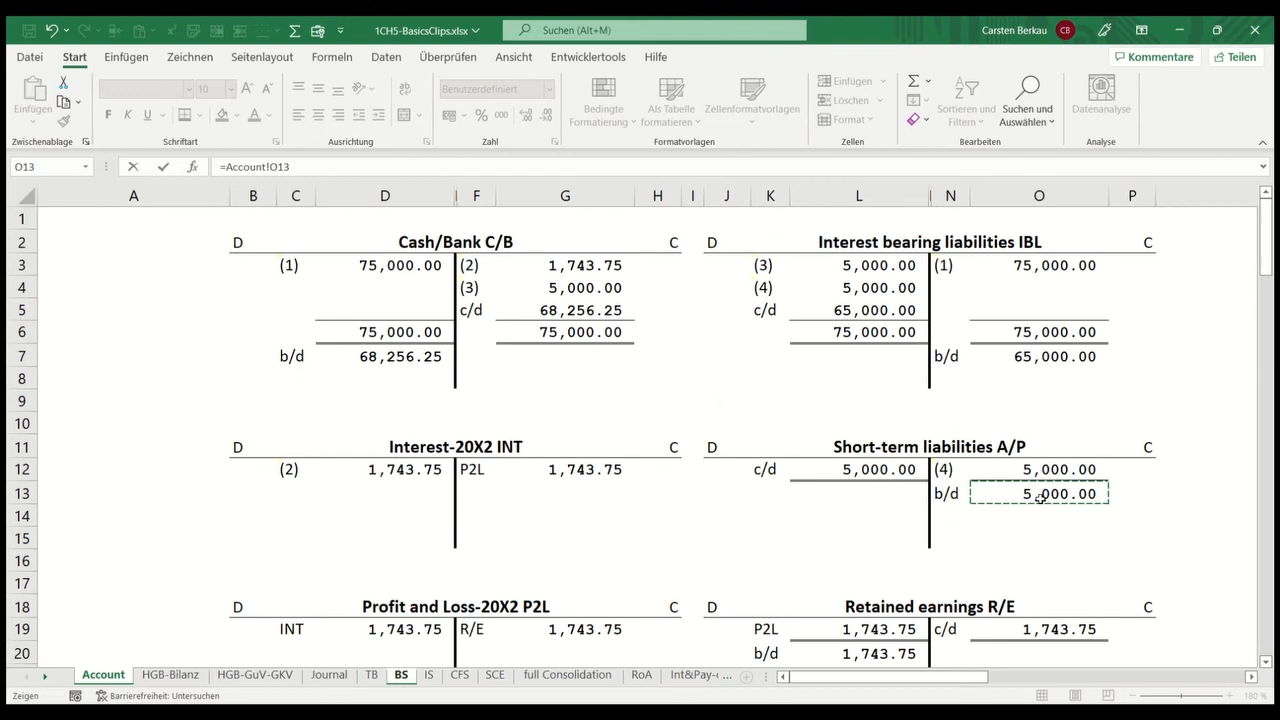 1CH5-BasicsClips.xlsx
Suchen (Alt+M)
Carsten Berkau CB
Datei Start Einfügen Zeichnen Seitenlayout Formeln Daten Überprüfen Ansicht Entwicklertools Hilfe Kommentare Teilen
Einfügen
10
F K U
Benutzerdefiniert
% 000
Bedingte Formatierung
Als Tabelle formatieren
Zellenformatvorlagen
Einfügen
Löschen
Format
Sortieren und Filtern
Suchen und Auswählen
Datenanalyse
Zwischenablage Schriftart Ausrichtung Zahl Formatvorlagen Zellen Bearbeiten Analyse
O13 fx =Account!O13
A B C D F G H I J K L N O P
1
2 D Cash/Bank C/B C D Interest bearing liabilities IBL C
3 (1) 75,000.00 (2) 1,743.75 (3) 5,000.00 (1) 75,000.00
4 (3) 5,000.00 (4) 5,000.00
5 c/d 68,256.25 c/d 65,000.00
6 75,000.00 75,000.00 75,000.00 75,000.00
7 b/d 68,256.25 b/d 65,000.00
8
9
10
11 D Interest-20X2 INT C D Short-term liabilities A/P C
12 (2) 1,743.75 P2L 1,743.75 c/d 5,000.00 (4) 5,000.00
13 b/d 5,000.00
14
15
16
17
18 D Profit and Loss-20X2 P2L C D Retained earnings R/E C
19 INT 1,743.75 R/E 1,743.75 P2L 1,743.75 c/d 1,743.75
20 b/d 1,743.75
Account HGB-Bilanz HGB-GuV-GKV Journal TB BS IS CFS SCE full Consolidation RoA Int&Pay- ...
Zeigen Barrierefreiheit: Untersuchen 180 %